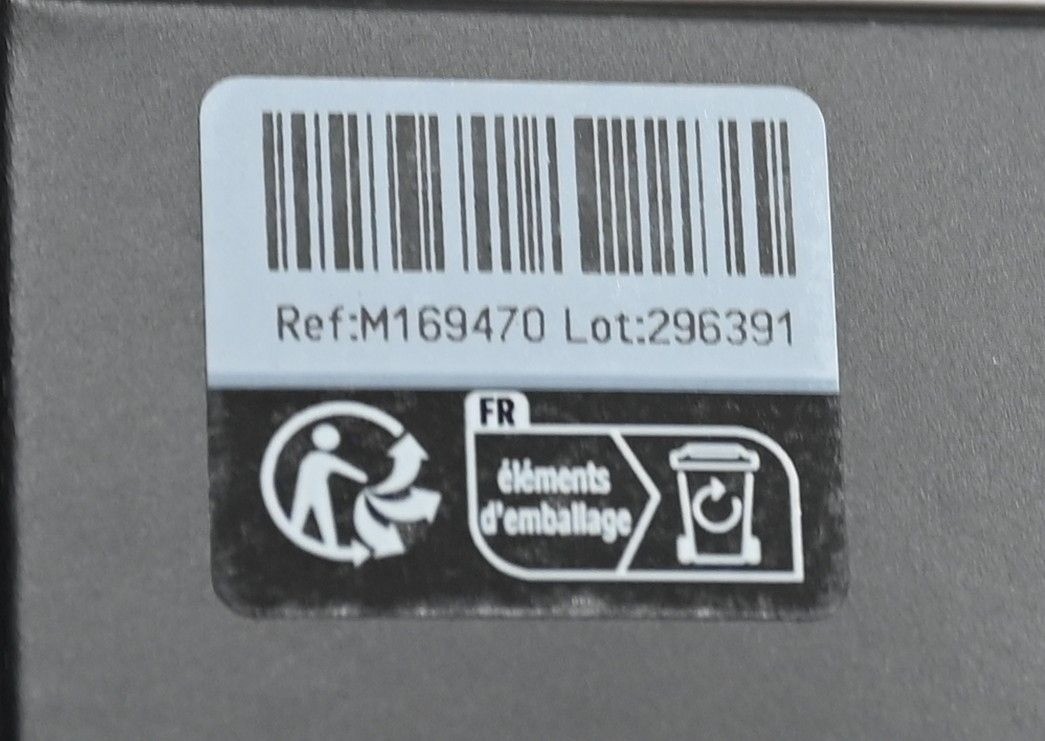 Ref:M169470 Lot:296391
FR
éléments
d'emballage